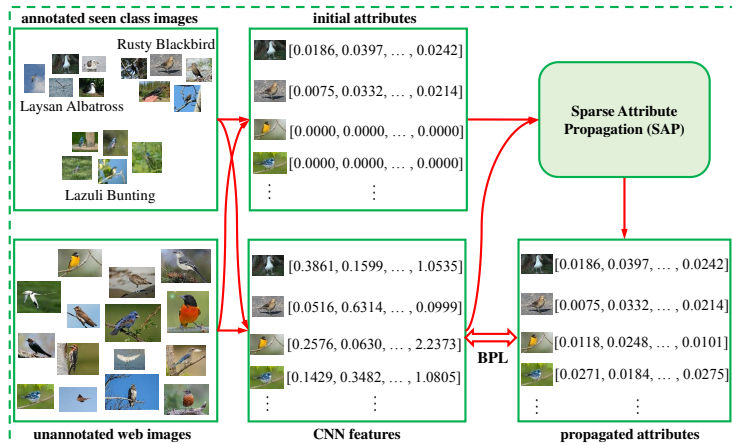 annotated seen class images
Rusty Blackbird
Laysan Albatross
Lazuli Bunting
initial attributes
[0.0186, 0.0397, … , 0.0242]
[0.0075, 0.0332, … , 0.0214]
[0.0000, 0.0000, … , 0.0000]
[0.0000, 0.0000, … , 0.0000]
⋮ ⋮
Sparse Attribute
Propagation (SAP)
unannotated web images
[0.3861, 0.1599, … , 1.0535]
[0.0516, 0.6314, … , 0.0999]
[0.2576, 0.0630, … , 2.2373]
[0.1429, 0.3482, … , 1.0805]
⋮ ⋮
CNN features
BPL
[0.0186, 0.0397, … , 0.0242]
[0.0075, 0.0332, … , 0.0214]
[0.0118, 0.0248, … , 0.0101]
[0.0271, 0.0184, … , 0.0275]
⋮ ⋮
propagated attributes